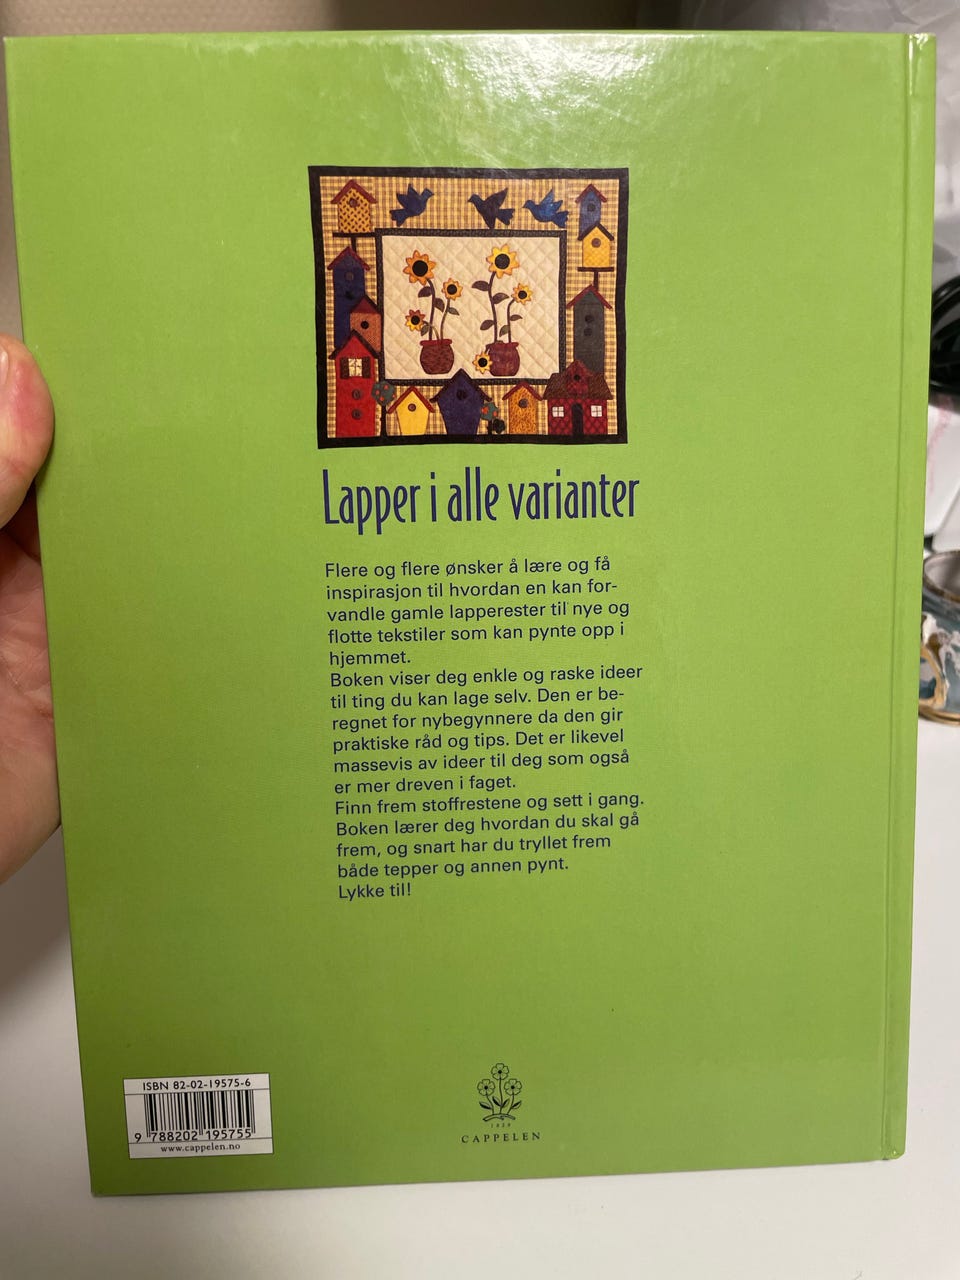 Lapper i alle varianter
Flere og flere ønsker å lære og få
inspirasjon til hvordan en kan for-
vandle gamle lapperester til nye og
flotte tekstiler som kan pynte opp i
hjemmet.
Boken viser deg enkle og raske ideer
til ting du kan lage selv. Den er be-
regnet for nybegynnere da den gir
praktiske råd og tips. Det er likevel
massevis av ideer til deg som også
er mer dreven i faget.
Finn frem stoffrestene og sett i gang.
Boken lærer deg hvordan du skal gå
frem, og snart har du tryllet frem
både tepper og annen pynt.
Lykke til!
ISBN 82-02-19575-6
9 788202 195755
www.cappelen.no
1829
CAPPELEN